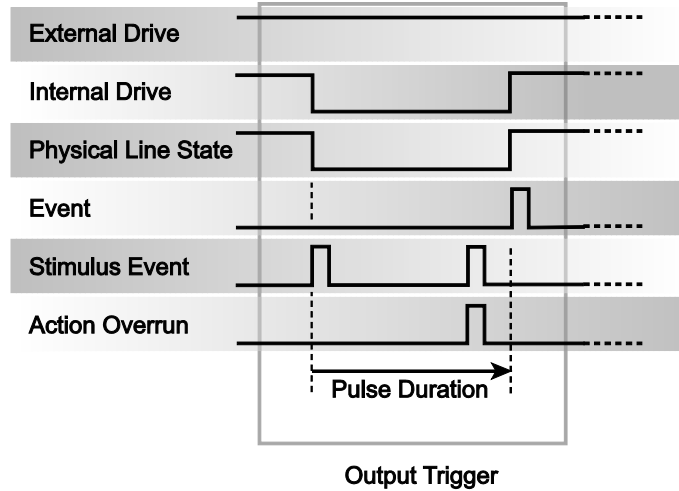 External Drive
Internal Drive
Physical Line State
Event
Stimulus Event
Action Overrun
Pulse Duration
Output Trigger